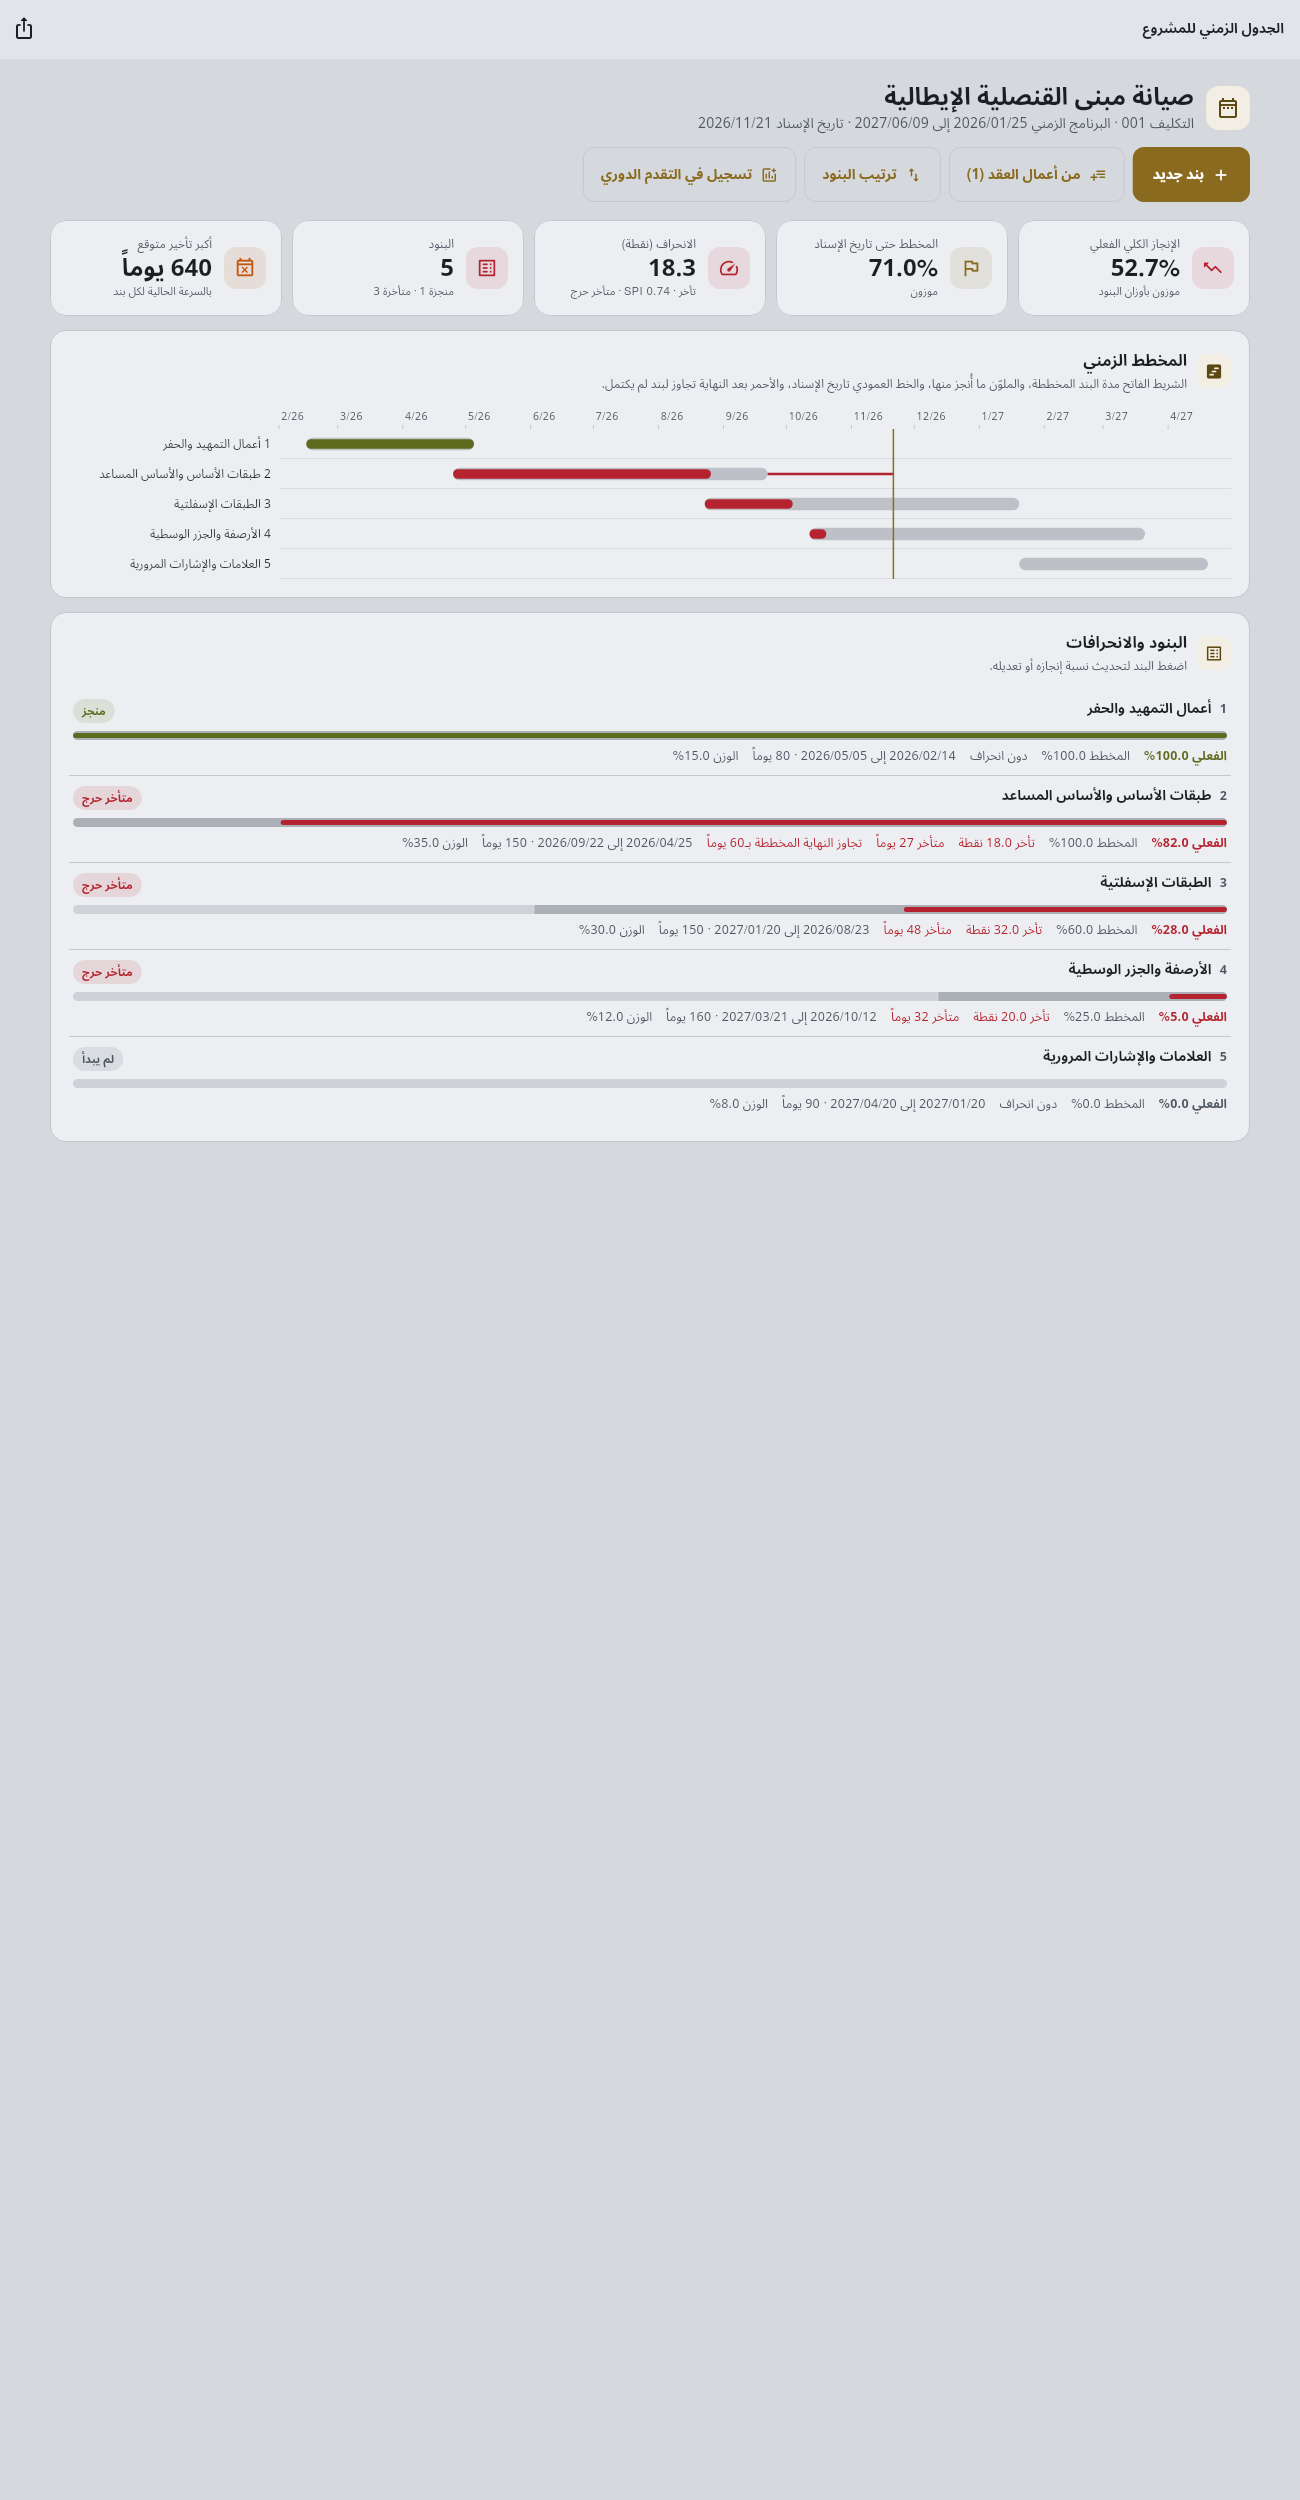 الجدول الزمني للمشروع
صيانة مبنى القنصلية الإيطالية
التكليف 001 · البرنامج الزمني 2026/01/25 إلى 2027/06/09 · تاريخ الإسناد 2026/11/21
بند جديد
من أعمال العقد (1)
ترتيب البنود
تسجيل في التقدم الدوري
الإنجاز الكلي الفعلي
52.7%
موزون بأوزان البنود
المخطط حتى تاريخ الإسناد
71.0%
موزون
الانحراف (نقطة)
18.3
تأخر · SPI 0.74 · متأخر حرج
البنود
5
منجزة 1 · متأخرة 3
أكبر تأخير متوقع
640 يوماً
بالسرعة الحالية لكل بند
المخطط الزمني
الشريط الفاتح مدة البند المخططة، والملوّن ما أُنجز منها، والخط العمودي تاريخ الإسناد، والأحمر بعد النهاية تجاوز لبند لم يكتمل.
2/26 3/26 4/26 5/26 6/26 7/26 8/26 9/26 10/26 11/26 12/26 1/27 2/27 3/27 4/27
1 أعمال التمهيد والحفر
2 طبقات الأساس والأساس المساعد
3 الطبقات الإسفلتية
4 الأرصفة والجزر الوسطية
5 العلامات والإشارات المرورية
البنود والانحرافات
اضغط البند لتحديث نسبة إنجازه أو تعديله.
1 أعمال التمهيد والحفر
منجز
الفعلي 100.0% المخطط 100.0% دون انحراف 2026/02/14 إلى 2026/05/05 · 80 يوماً الوزن 15.0%
2 طبقات الأساس والأساس المساعد
متأخر حرج
الفعلي 82.0% المخطط 100.0% تأخر 18.0 نقطة متأخر 27 يوماً تجاوز النهاية المخططة بـ60 يوماً 2026/04/25 إلى 2026/09/22 · 150 يوماً الوزن 35.0%
3 الطبقات الإسفلتية
متأخر حرج
الفعلي 28.0% المخطط 60.0% تأخر 32.0 نقطة متأخر 48 يوماً 2026/08/23 إلى 2027/01/20 · 150 يوماً الوزن 30.0%
4 الأرصفة والجزر الوسطية
متأخر حرج
الفعلي 5.0% المخطط 25.0% تأخر 20.0 نقطة متأخر 32 يوماً 2026/10/12 إلى 2027/03/21 · 160 يوماً الوزن 12.0%
5 العلامات والإشارات المرورية
لم يبدأ
الفعلي 0.0% المخطط 0.0% دون انحراف 2027/01/20 إلى 2027/04/20 · 90 يوماً الوزن 8.0%